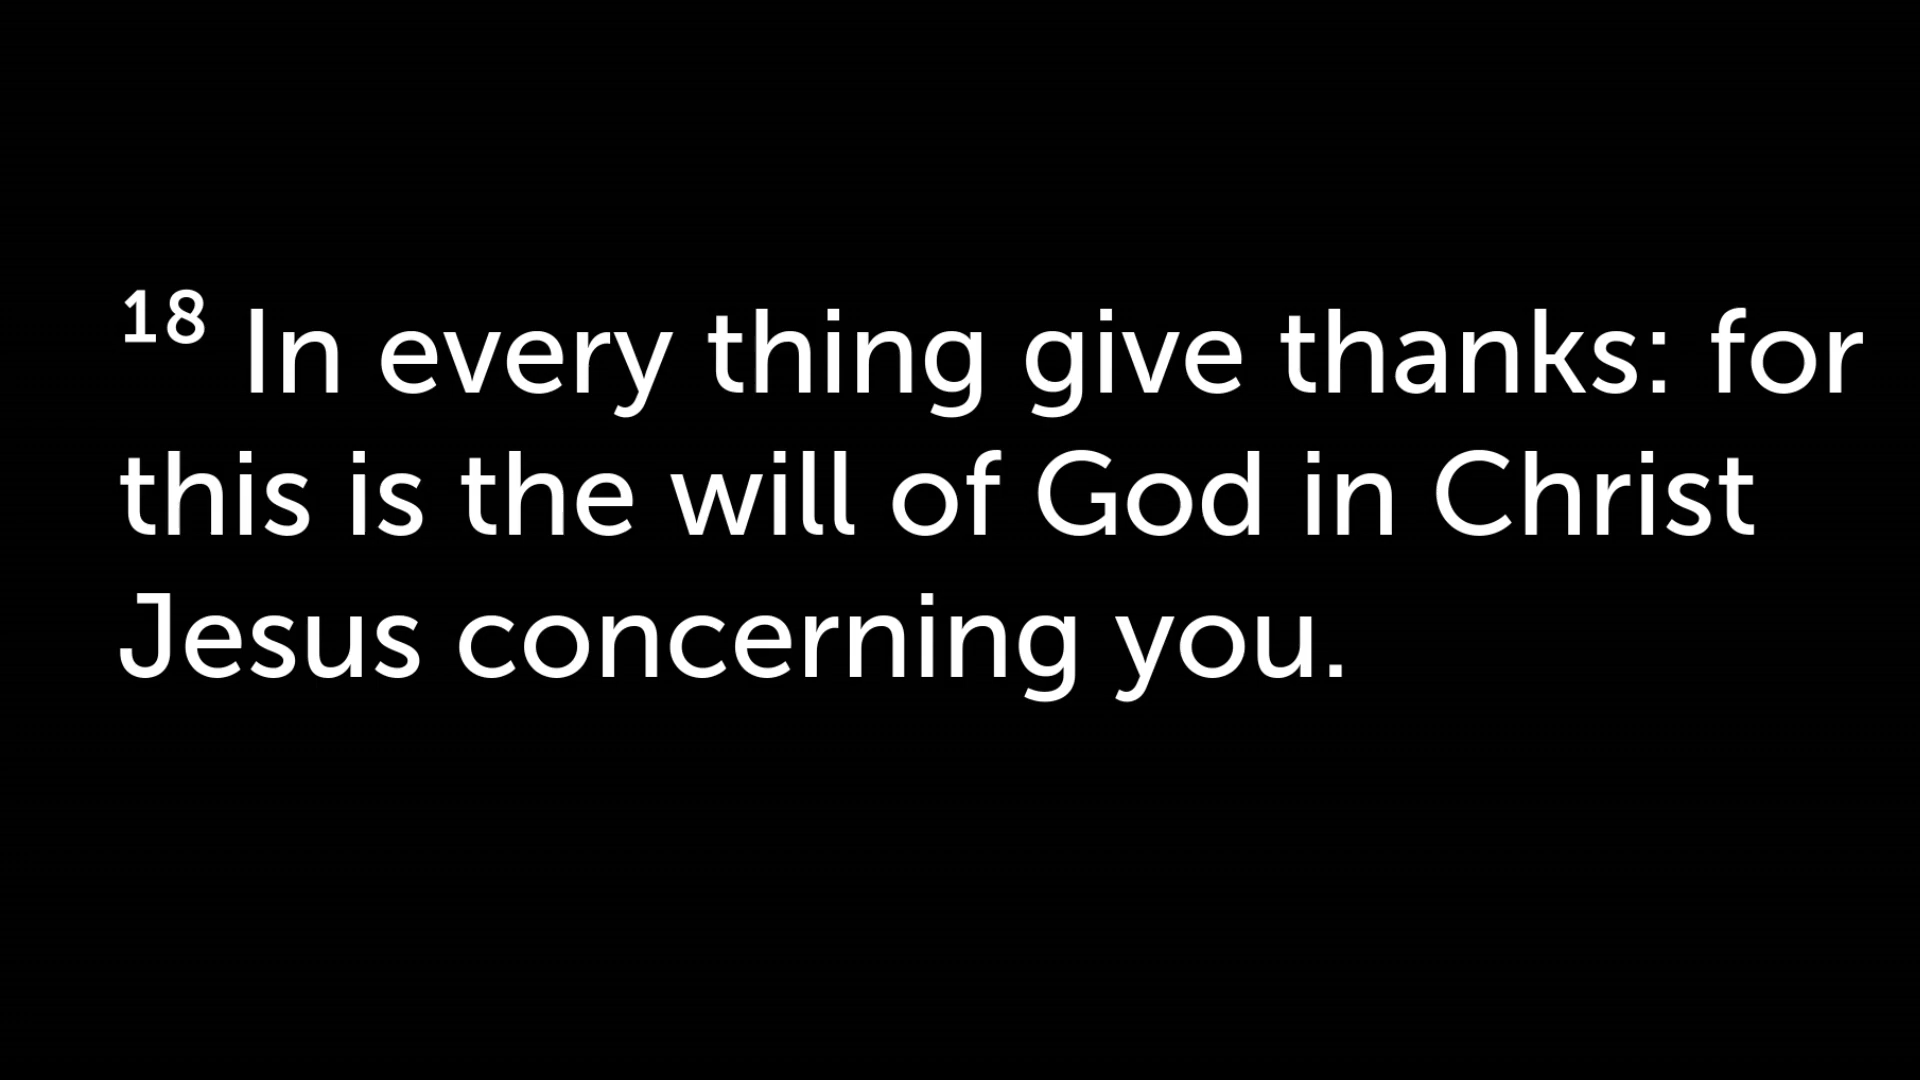 18 In every thing give thanks: for
this is the will of God in Christ
Jesus concerning you.